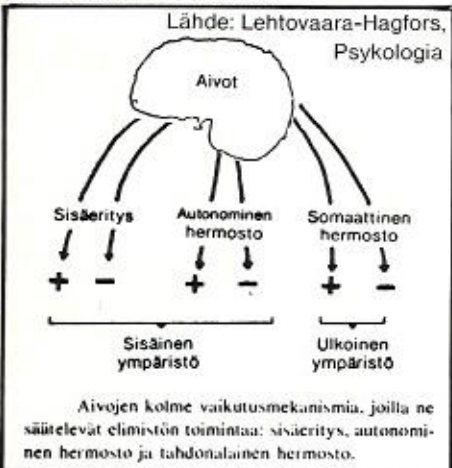 Lähde: Lehtovaara-Hagfors,
Psykologia
Aivot
Sisäeritys
Autonominen
hermosto
Somaattinen
hermosto
+ − + − + −
Sisäinen
ympäristö
Ulkoinen
ympäristö
Aivojen kolme vaikutusmekanismia, joilla ne
säätelevät elimistön toimintaa: sisäeritys, autonomi-
nen hermosto ja tahdonalainen hermosto.